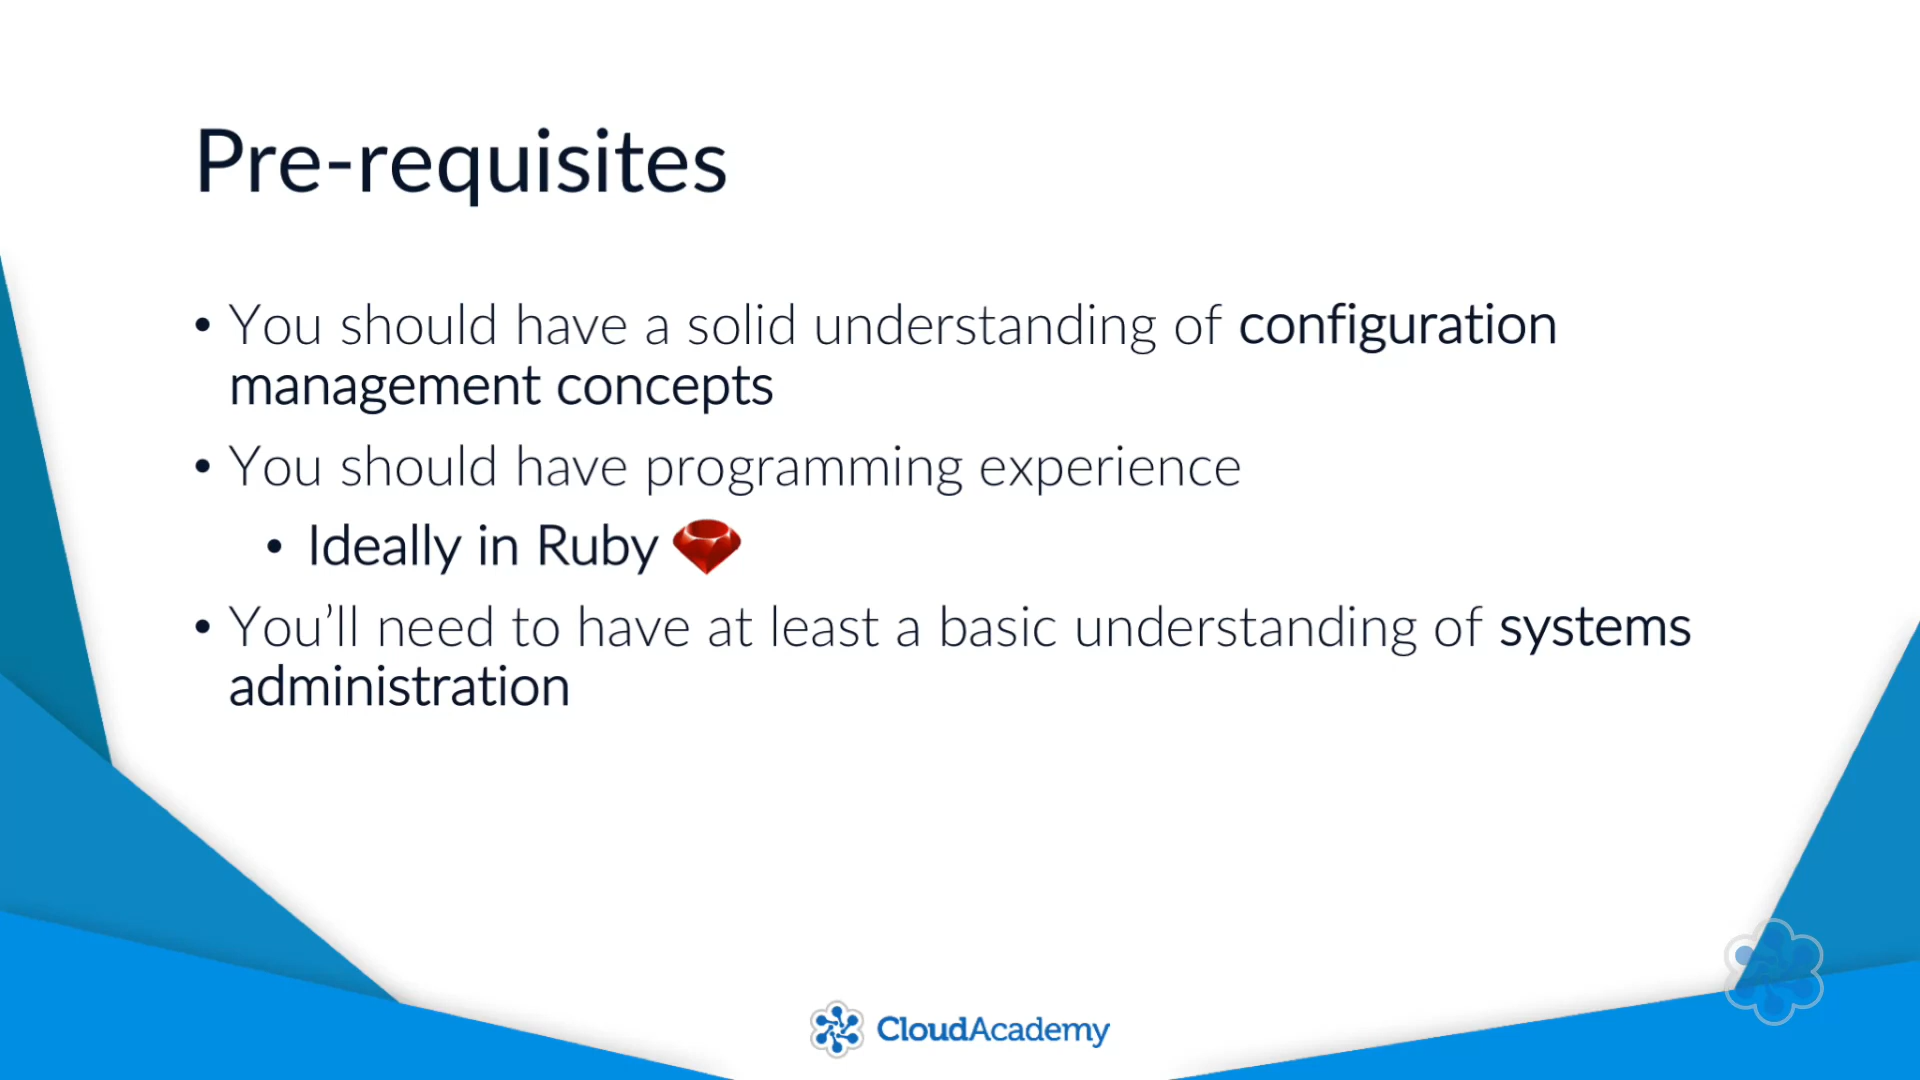 Pre-requisites
• You should have a solid understanding of configuration
management concepts
• You should have programming experience
• Ideally in Ruby
• You’ll need to have at least a basic understanding of systems
administration
CloudAcademy